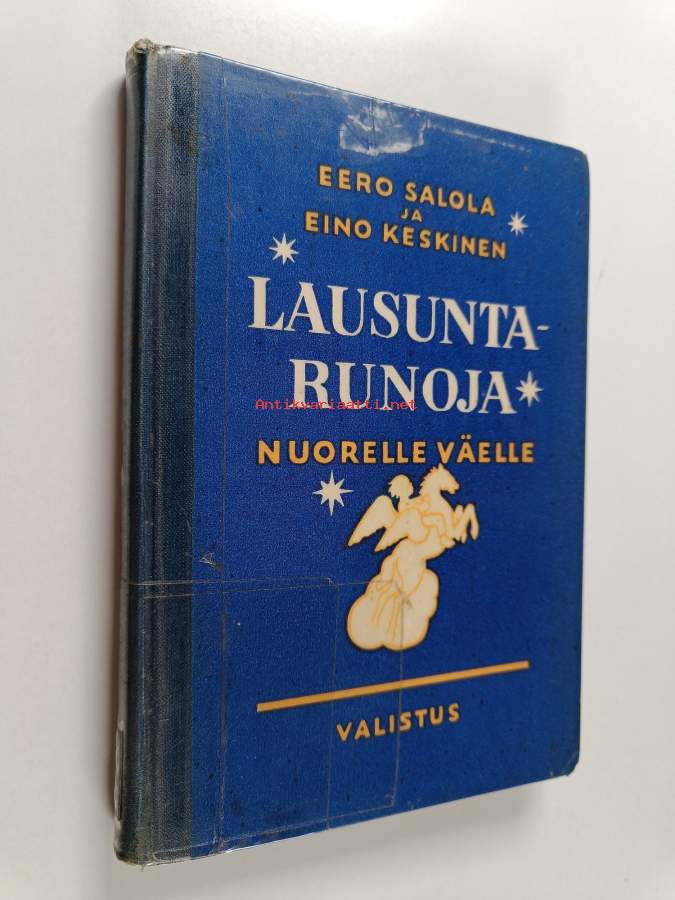 EERO SALOLA
JA
EINO KESKINEN
LAUSUNTA-
RUNOJA
Antikvariaatti.net
NUORELLE VÄELLE
VALISTUS